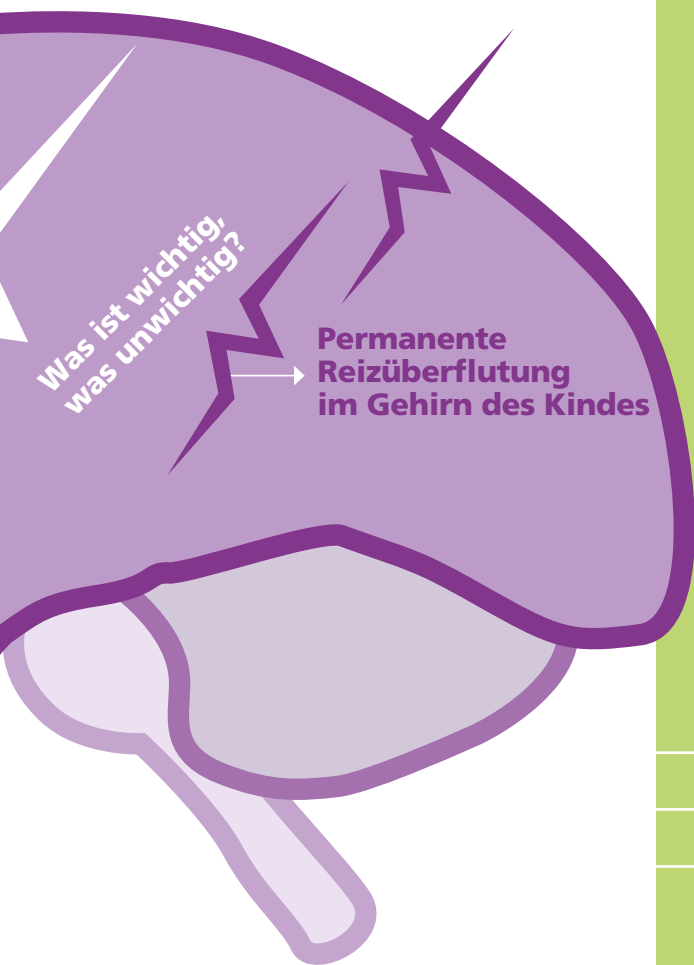 Was ist wichtig,
was unwichtig?
Permanente
Reizüberflutung
im Gehirn des Kindes